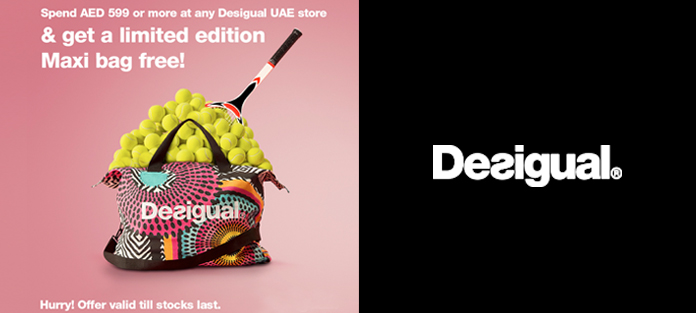 Spend AED 599 or more at any Desigual UAE store
& get a limited edition
Maxi bag free!
Desigual
Hurry! Offer valid till stocks last.
Desigual®